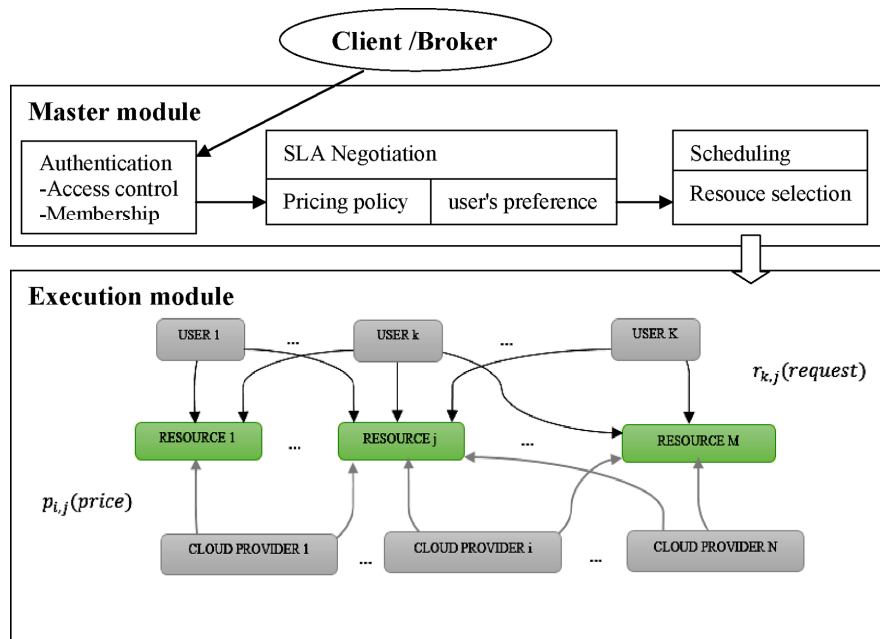 Client /Broker
Master module
Authentication
-Access control
-Membership
SLA Negotiation
Pricing policy
user's preference
Scheduling
Resouce selection
Execution module
USER 1
...
USER k
...
USER K
r_{k,j}(request)
RESOURCE 1
...
RESOURCE j
...
RESOURCE M
p_{i,j}(price)
CLOUD PROVIDER 1
...
CLOUD PROVIDER i
...
CLOUD PROVIDER N